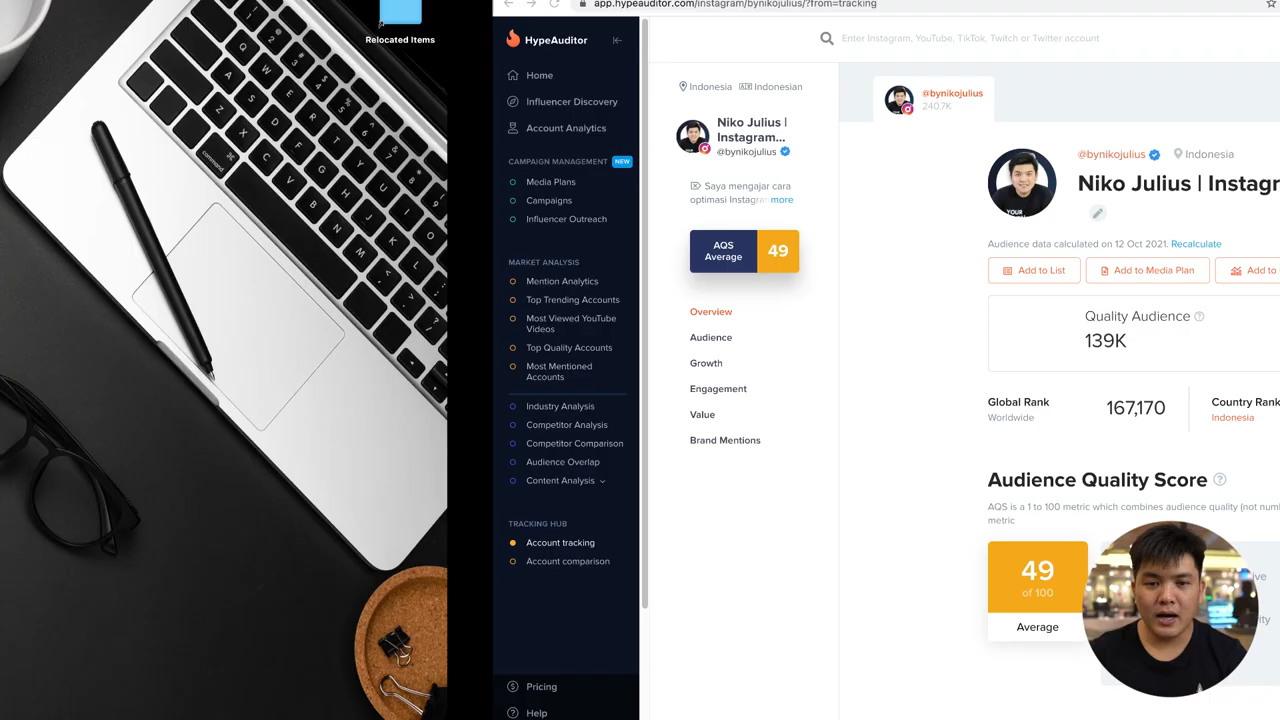 Relocated Items
app.hypeauditor.com/instagram/bynikojulius/?from=tracking
HypeAuditor
Home
Influencer Discovery
Account Analytics
CAMPAIGN MANAGEMENT NEW
Media Plans
Campaigns
Influencer Outreach
MARKET ANALYSIS
Mention Analytics
Top Trending Accounts
Most Viewed YouTube
Videos
Top Quality Accounts
Most Mentioned
Accounts
Industry Analysis
Competitor Analysis
Competitor Comparison
Audience Overlap
Content Analysis
TRACKING HUB
Account tracking
Account comparison
Pricing
Help
Enter Instagram, YouTube, TikTok, Twitch or Twitter account
Indonesia Indonesian
Niko Julius |
Instagram...
@bynikojulius
Saya mengajar cara
optimasi Instagram more
AQS
Average
49
Overview
Audience
Growth
Engagement
Value
Brand Mentions
@bynikojulius
240.7K
@bynikojulius Indonesia
Niko Julius | Instagr
Audience data calculated on 12 Oct 2021. Recalculate
Add to List
Add to Media Plan
Add to
Quality Audience
139K
Global Rank
Worldwide
167,170
Country Rank
Indonesia
Audience Quality Score
AQS is a 1 to 100 metric which combines audience quality (not num
metric
49
of 100
Average
YOUR
command